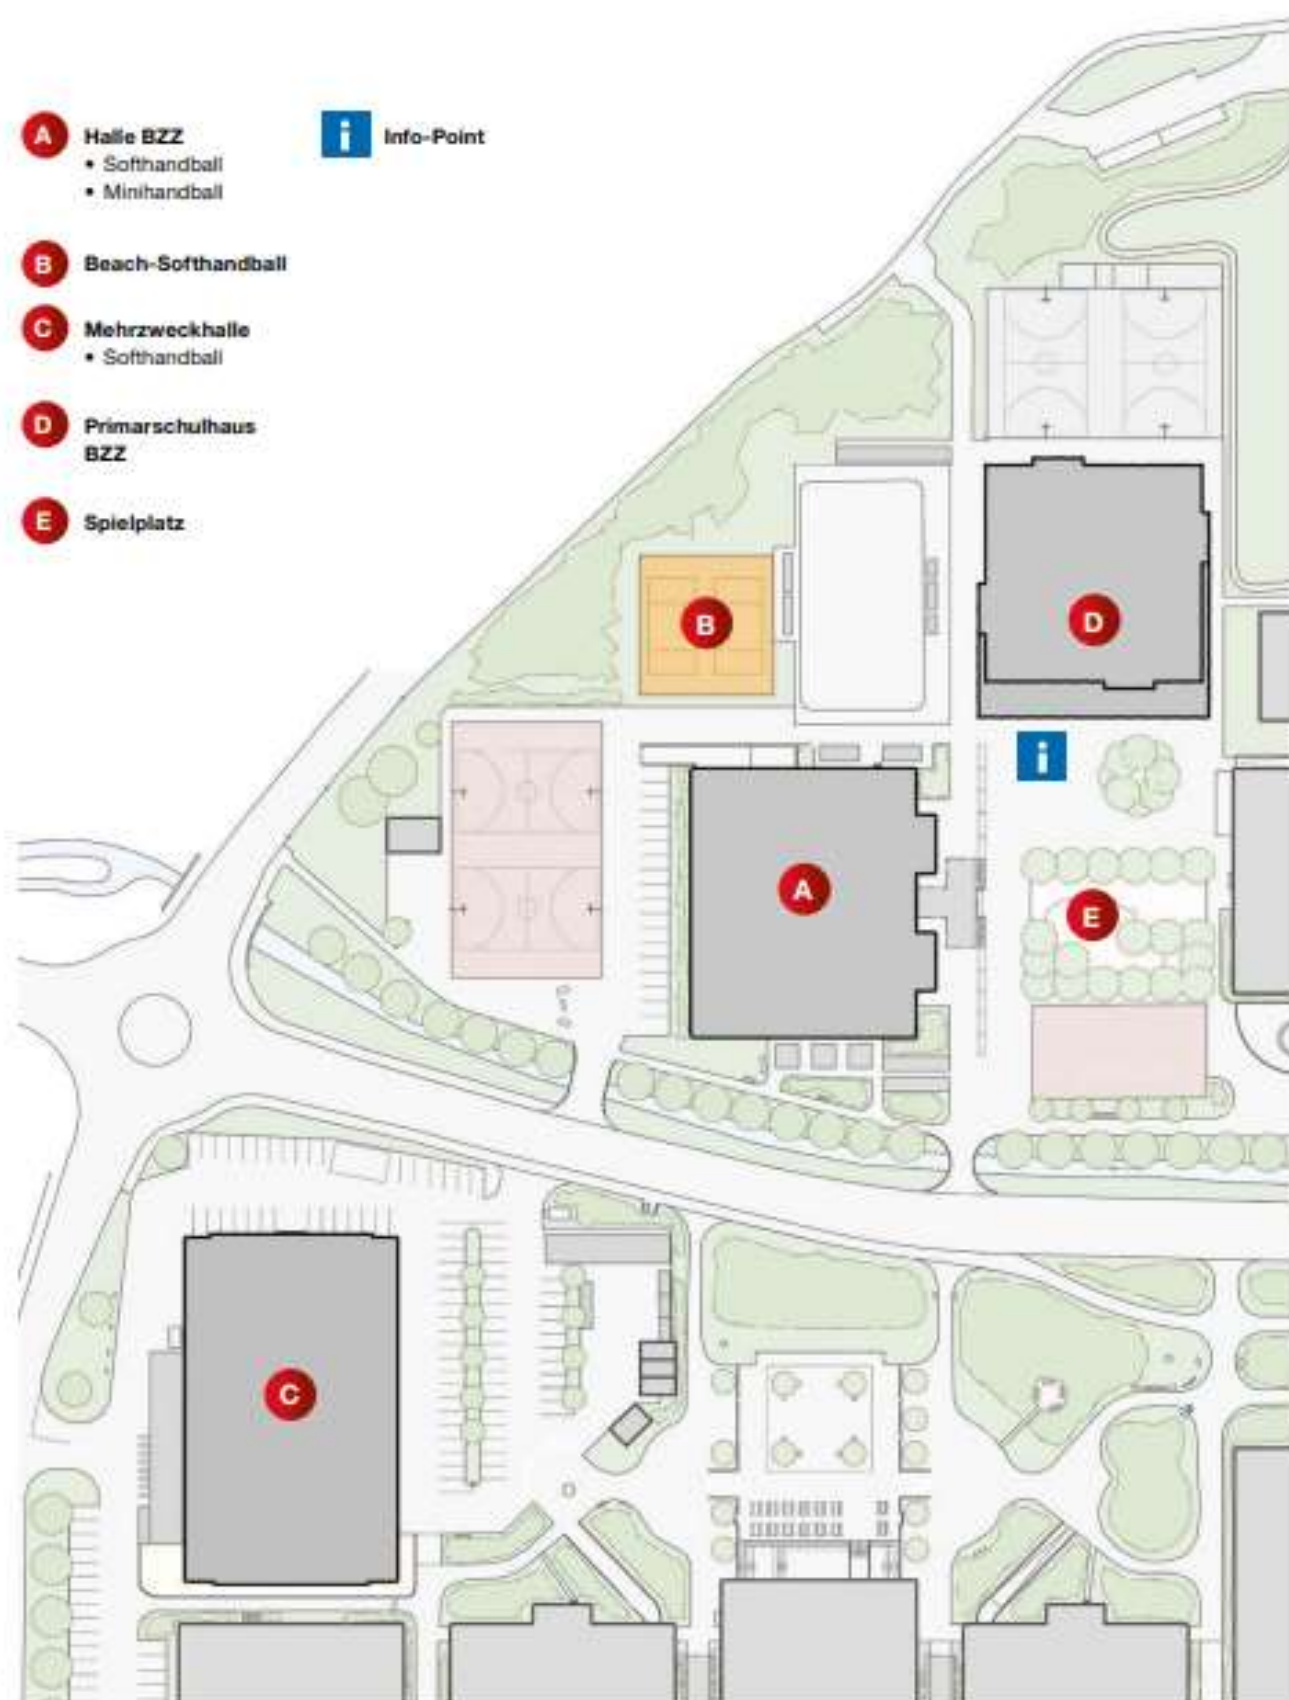 A Halle BZZ
• Softhandball
• Minihandball
B Beach-Softhandball
C Mehrzweckhalle
• Softhandball
D Primarschulhaus
BZZ
E Spielplatz
i Info-Point
B
D
i
A
E
C